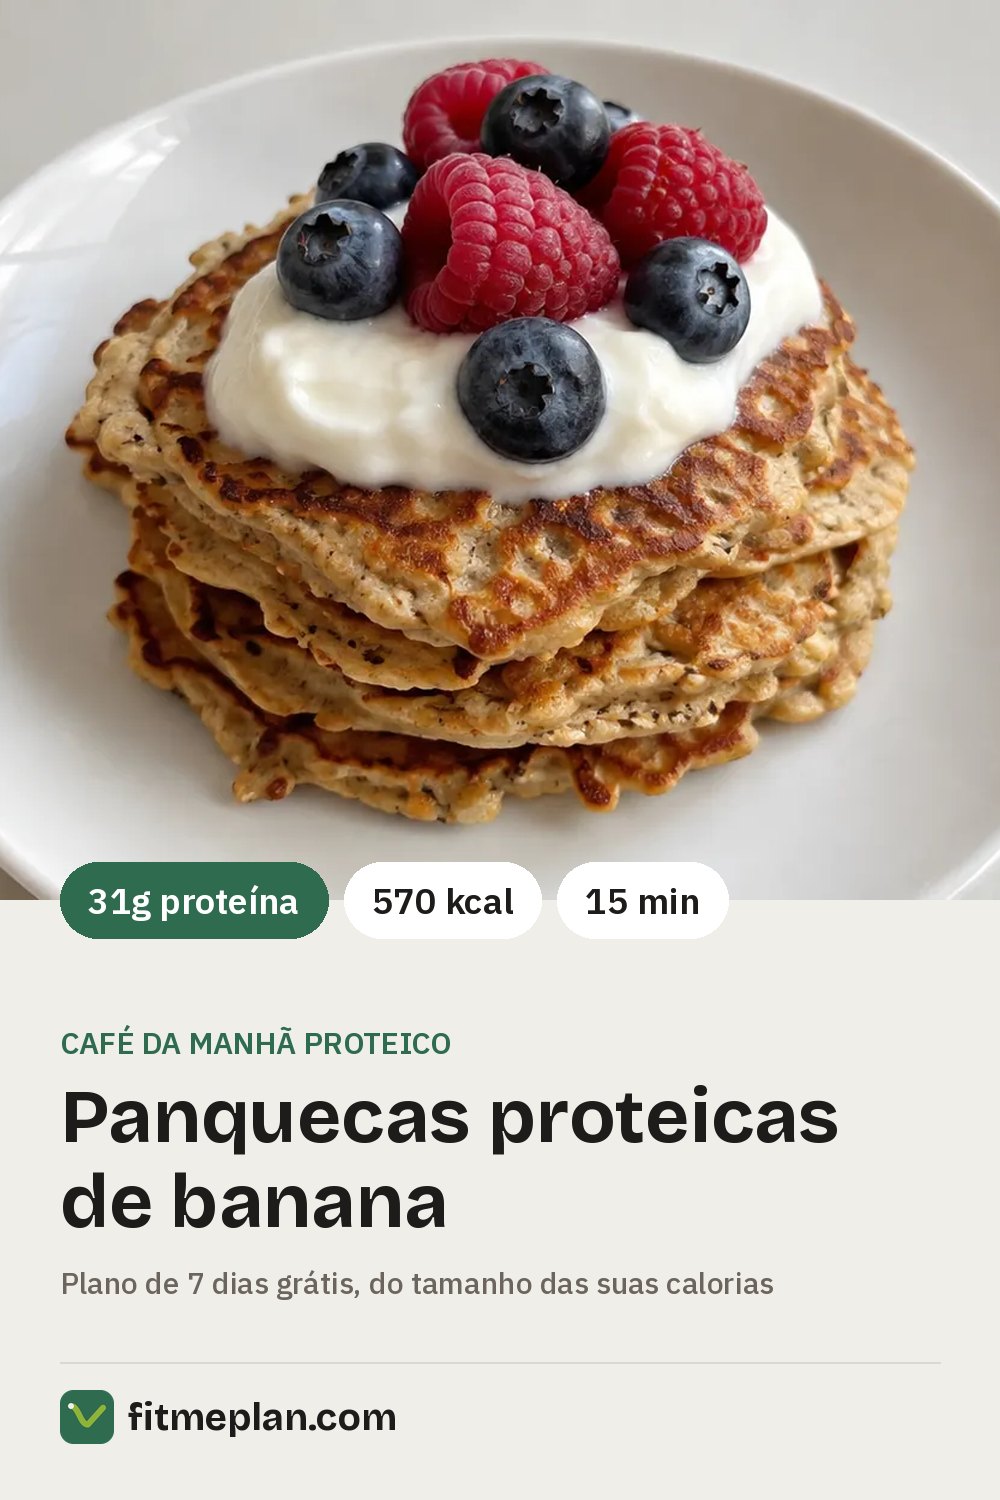 31g proteína
570 kcal
15 min
CAFÉ DA MANHÃ PROTEICO
Panquecas proteicas
de banana
Plano de 7 dias grátis, do tamanho das suas calorias
fitmeplan.com